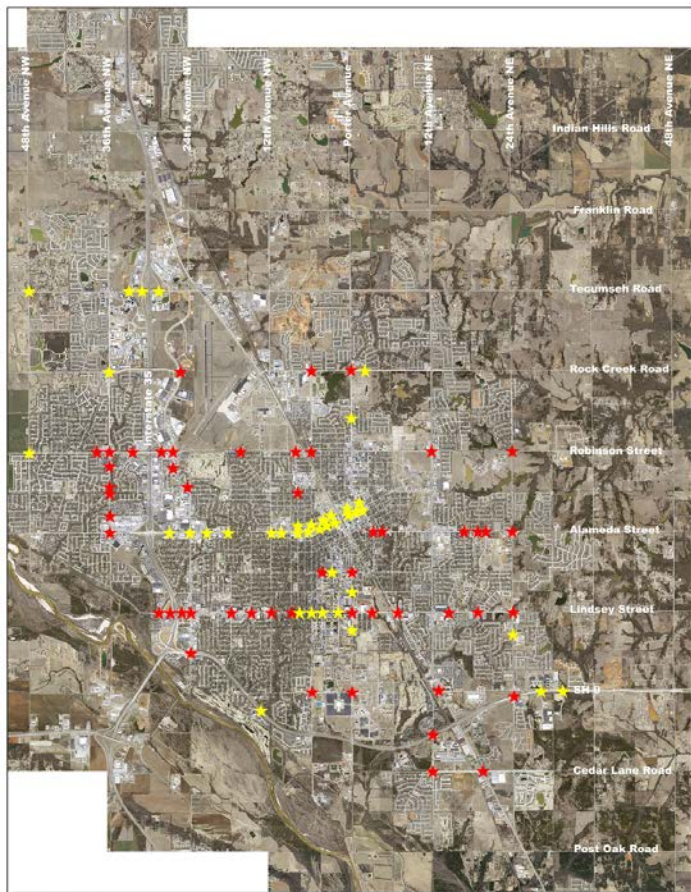 48th Avenue NW
36th Avenue NW
24th Avenue NW
12th Avenue NW
Porter Avenue
12th Avenue NE
24th Avenue NE
48th Avenue NE
Indian Hills Road
Franklin Road
Tecumseh Road
Rock Creek Road
Interstate 35
Robinson Street
Alameda Street
Lindsey Street
SH 9
Cedar Lane Road
Post Oak Road